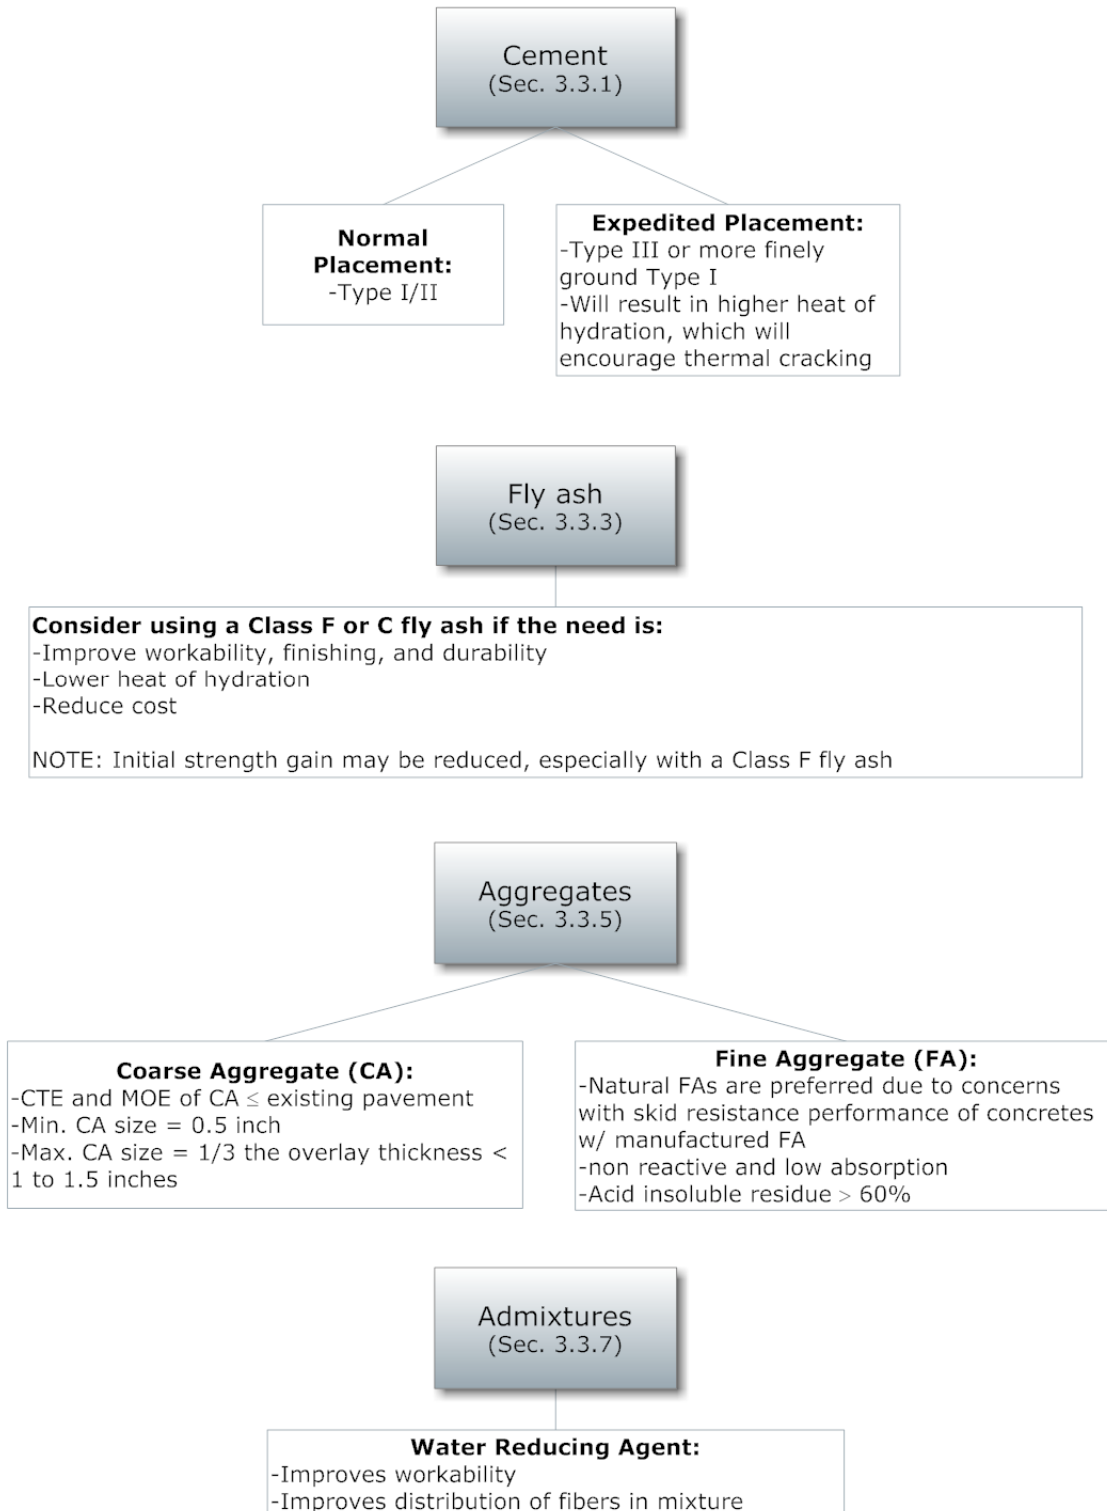 Cement
(Sec. 3.3.1)
Normal
Placement:
-Type I/II
Expedited Placement:
-Type III or more finely
ground Type I
-Will result in higher heat of
hydration, which will
encourage thermal cracking
Fly ash
(Sec. 3.3.3)
Consider using a Class F or C fly ash if the need is:
-Improve workability, finishing, and durability
-Lower heat of hydration
-Reduce cost
NOTE: Initial strength gain may be reduced, especially with a Class F fly ash
Aggregates
(Sec. 3.3.5)
Coarse Aggregate (CA):
-CTE and MOE of CA ≤ existing pavement
-Min. CA size = 0.5 inch
-Max. CA size = 1/3 the overlay thickness <
1 to 1.5 inches
Fine Aggregate (FA):
-Natural FAs are preferred due to concerns
with skid resistance performance of concretes
w/ manufactured FA
-non reactive and low absorption
-Acid insoluble residue > 60%
Admixtures
(Sec. 3.3.7)
Water Reducing Agent:
-Improves workability
-Improves distribution of fibers in mixture